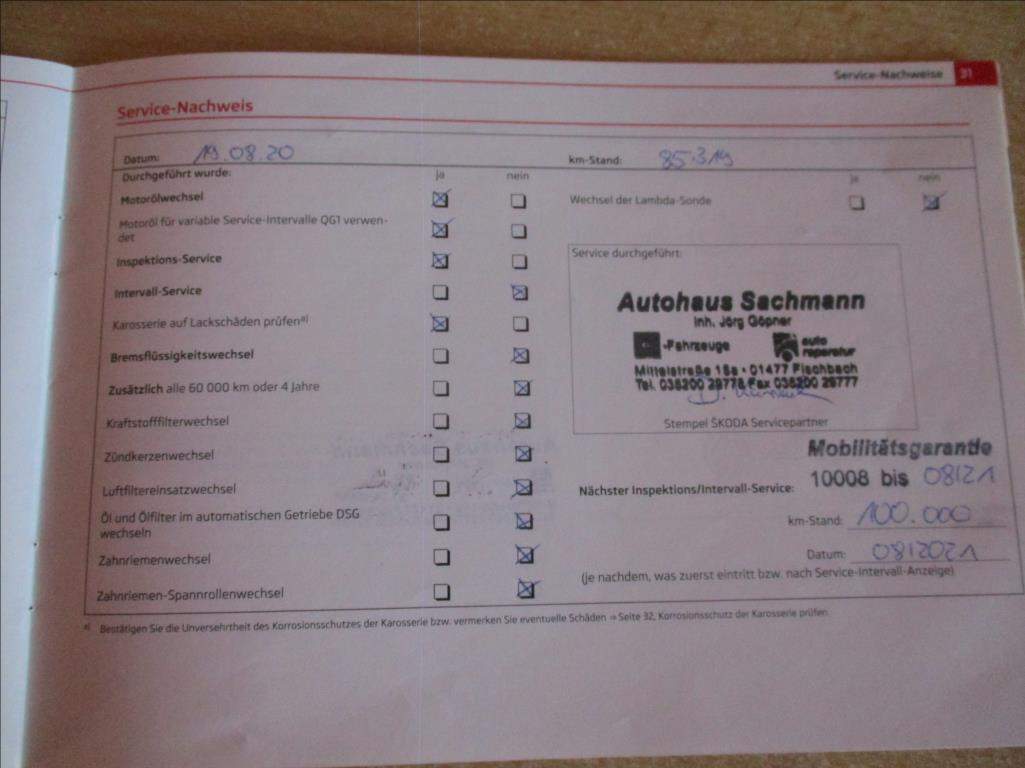 Service-Nachweise 31
Service-Nachweis
Datum: 19.08.20 km-Stand: 85.319
Durchgeführt wurde: ja nein ja nein
Motorölwechsel
Wechsel der Lambda-Sonde
Motoröl für variable Service-Intervalle QG1 verwen-
det
Inspektions-Service
Intervall-Service
Karosserie auf Lackschäden prüfen a)
Bremsflüssigkeitswechsel
Zusätzlich alle 60 000 km oder 4 Jahre
Kraftstofffilterwechsel
Zündkerzenwechsel
Luftfiltereinsatzwechsel
Öl und Ölfilter im automatischen Getriebe DSG
wechseln
Zahnriemenwechsel
Zahnriemen-Spannrollenwechsel
Service durchgeführt:
Autohaus Sachmann
Inh. Jörg Göpner
-Fahrzeuge auto
reparatur
Mittelstraße 15a • 01477 Fischbach
Tel. 035200 29778 Fax 035200 29777
Stempel ŠKODA Servicepartner
Mobilitätsgarantie
10008 bis 08/21
Nächster Inspektions/Intervall-Service:
km-Stand: 100.000
Datum: 08/2021
(je nachdem, was zuerst eintritt bzw. nach Service-Intervall-Anzeige)
a) Bestätigen Sie die Unversehrtheit des Korrosionsschutzes der Karosserie bzw. vermerken Sie eventuelle Schäden ⇒ Seite 32, Korrosionsschutz der Karosserie prüfen.